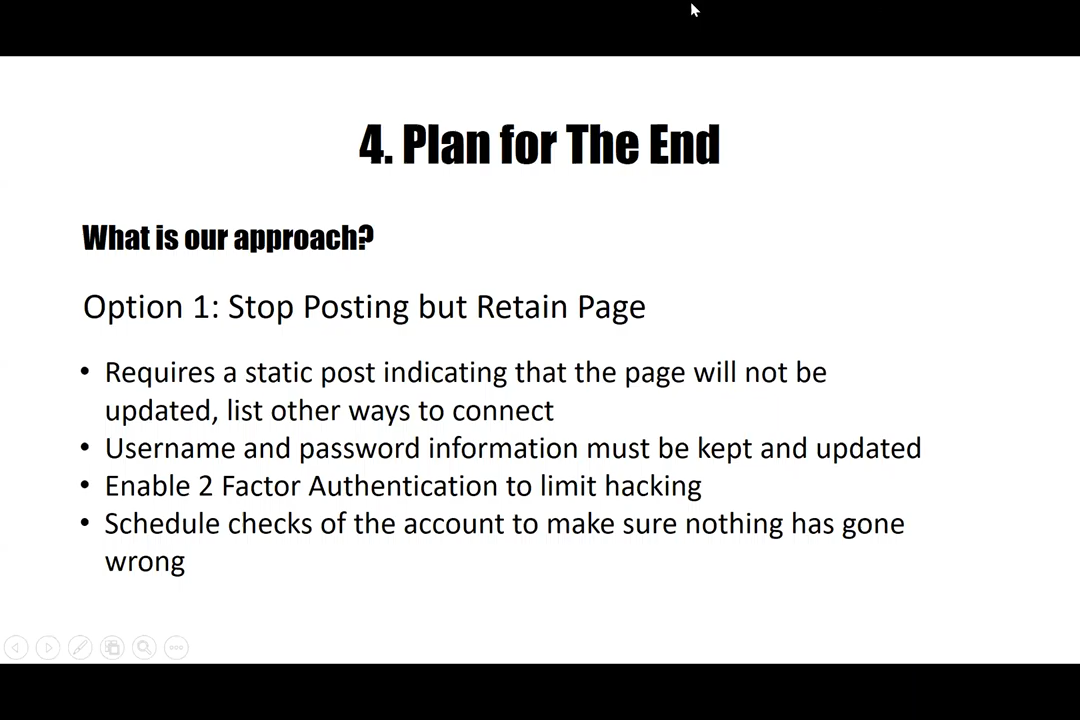 4. Plan for The End
What is our approach?
Option 1: Stop Posting but Retain Page
• Requires a static post indicating that the page will not be
updated, list other ways to connect
• Username and password information must be kept and updated
• Enable 2 Factor Authentication to limit hacking
• Schedule checks of the account to make sure nothing has gone
wrong